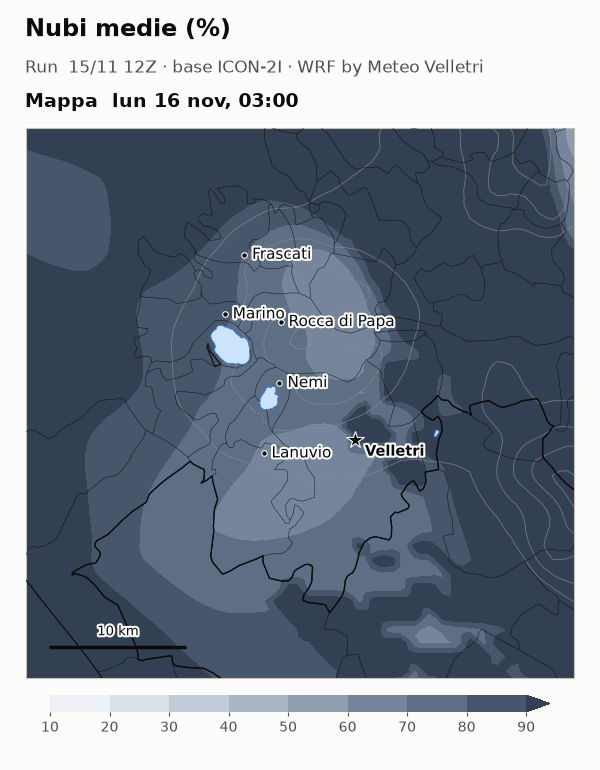 Nubi medie (%)
Run  15/11 12Z · base ICON-2I · WRF by Meteo Velletri
Mappa  lun 16 nov, 03:00
Frascati
Marino
Rocca di Papa
Nemi
Velletri
Lanuvio
10 km
10 20 30 40 50 60 70 80 90